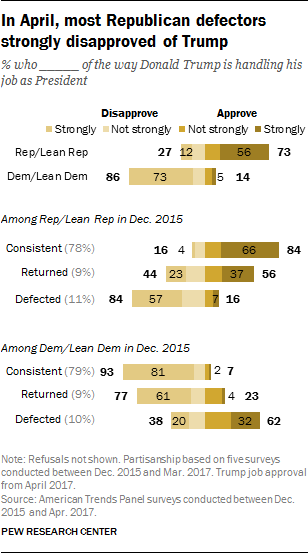 In April, most Republican defectors
strongly disapproved of Trump
% who ______ of the way Donald Trump is handling his
job as President
Disapprove Approve
Strongly Not strongly Not strongly Strongly
Rep/Lean Rep 27 12 56 73
Dem/Lean Dem 86 73 5 14
Among Rep/Lean Rep in Dec. 2015
Consistent (78%) 16 4 66 84
Returned (9%) 44 23 37 56
Defected (11%) 84 57 7 16
Among Dem/Lean Dem in Dec. 2015
Consistent (79%) 93 81 2 7
Returned (9%) 77 61 4 23
Defected (10%) 38 20 32 62
Note: Refusals not shown. Partisanship based on five surveys
conducted between Dec. 2015 and Mar. 2017. Trump job approval
from April 2017.
Source: American Trends Panel surveys conducted between Dec.
2015 and Apr. 2017.
PEW RESEARCH CENTER